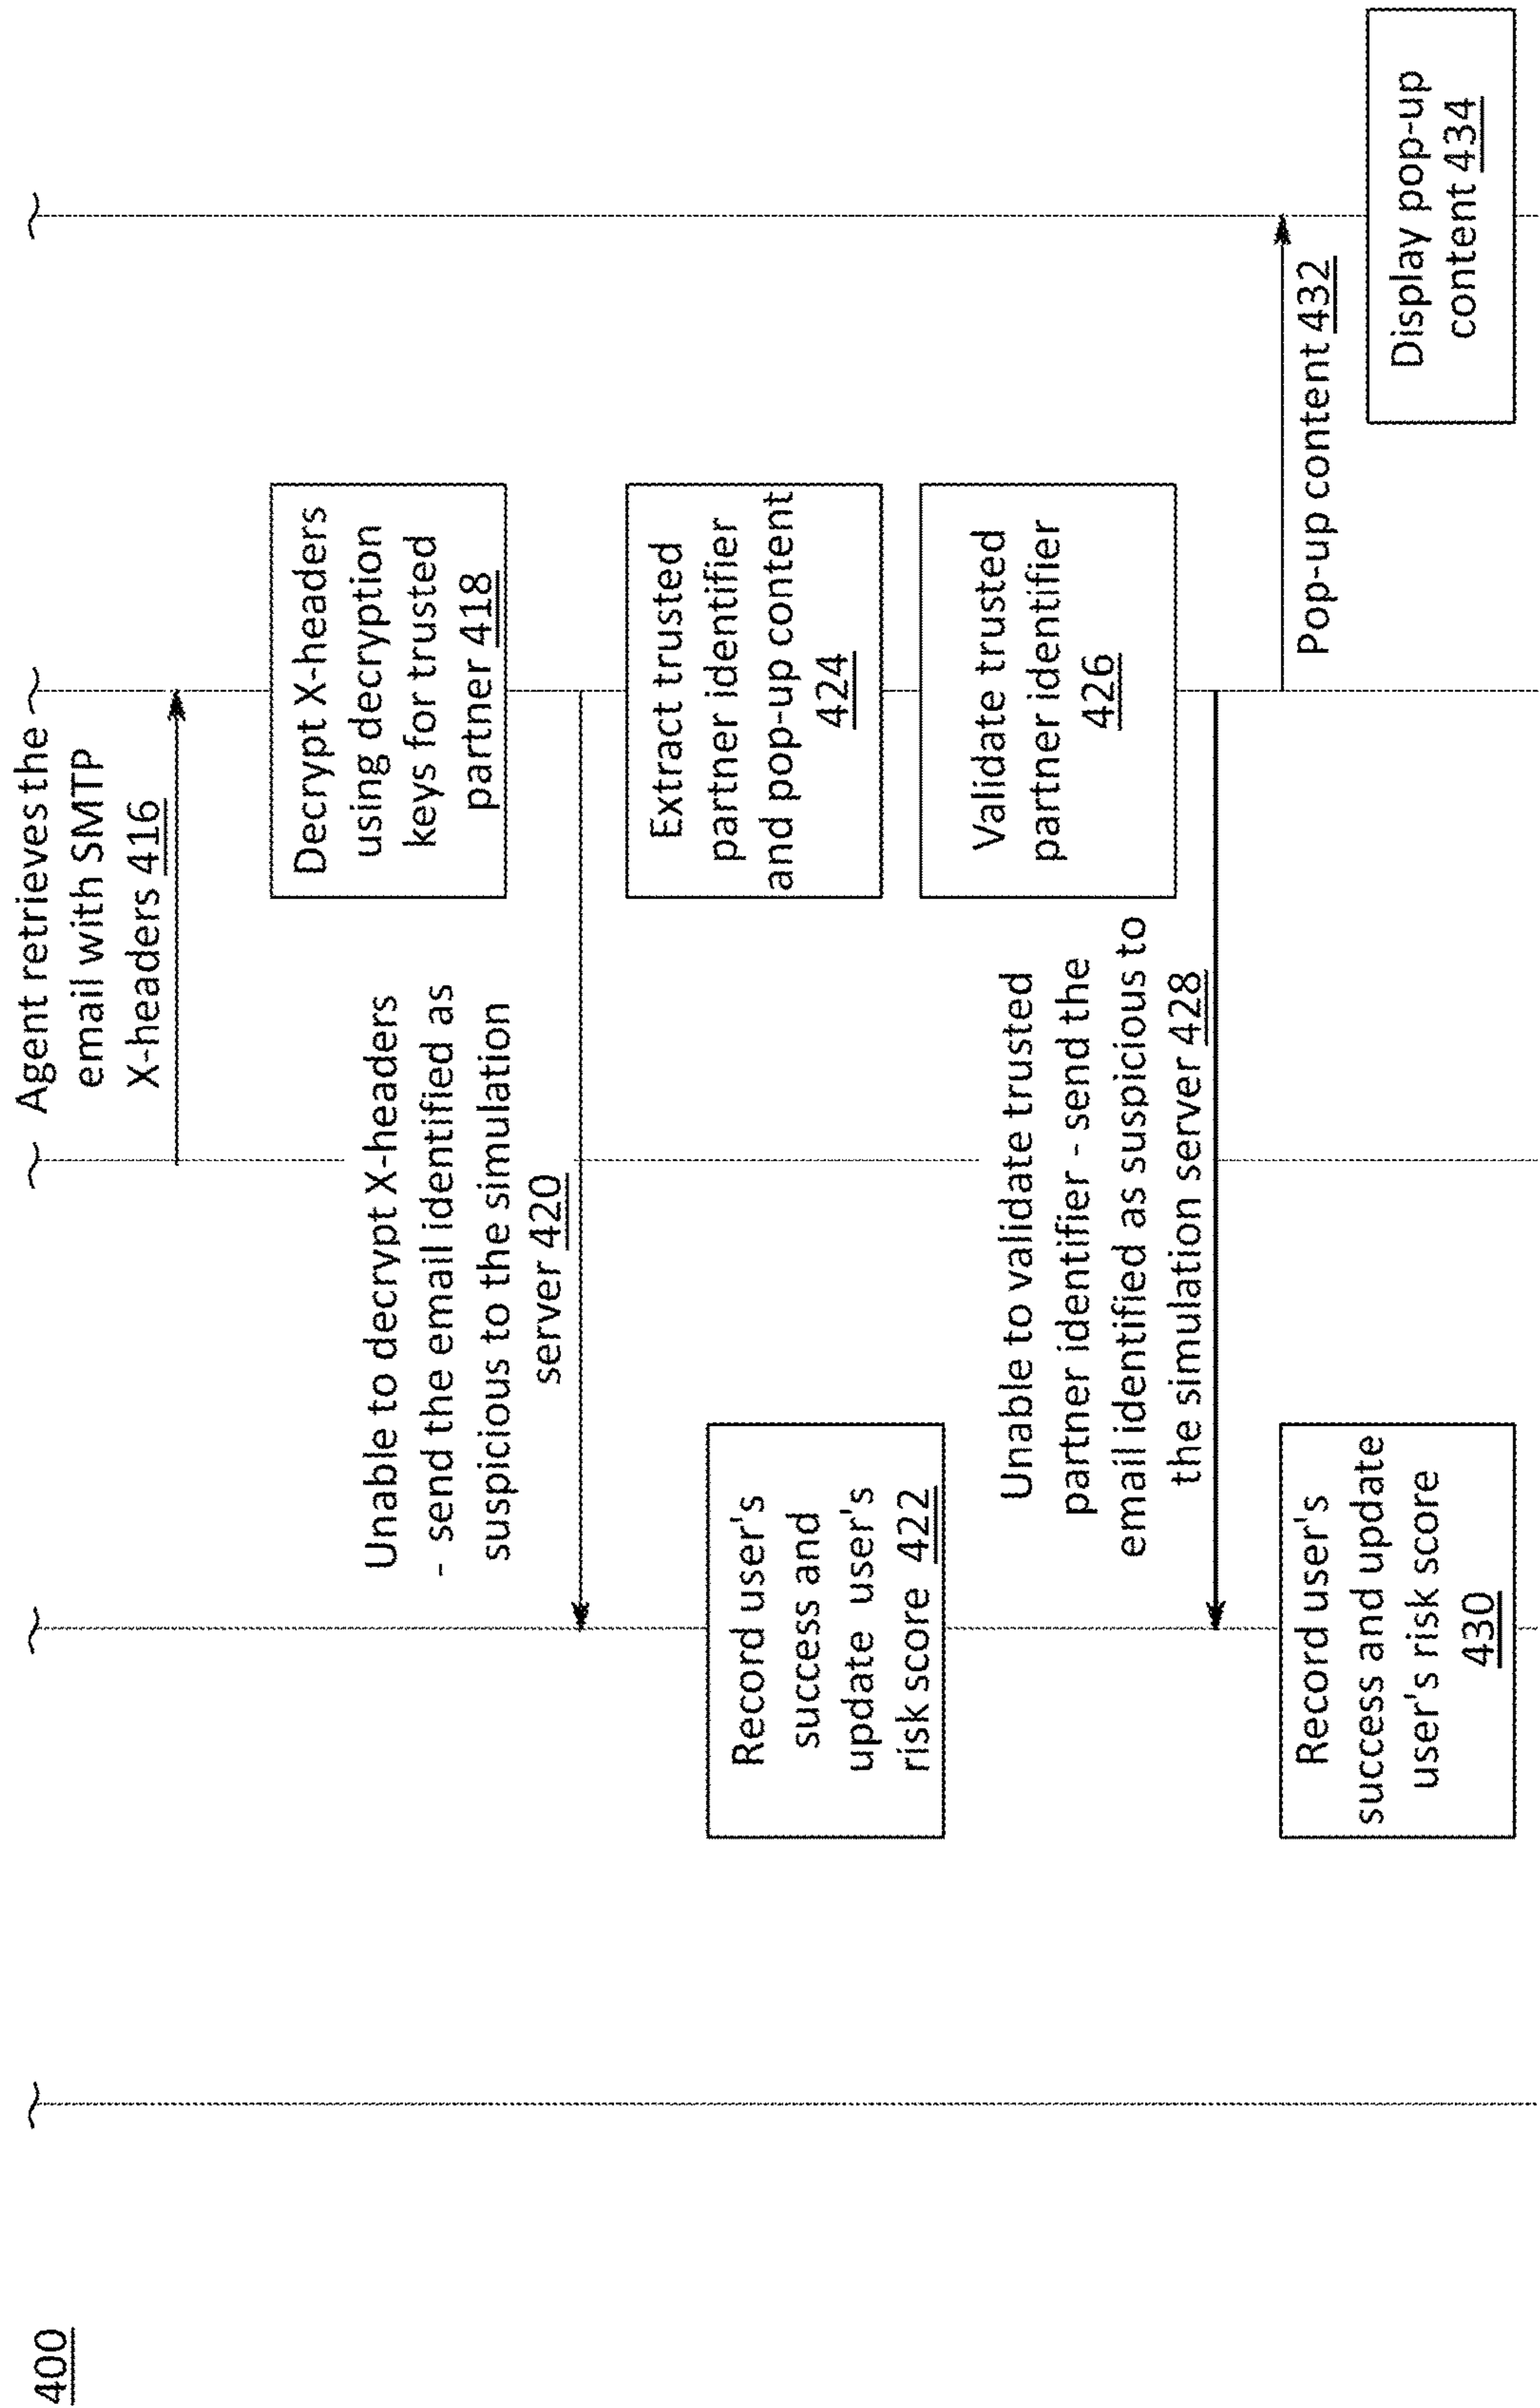 400
Agent retrieves the
email with SMTP
X-headers 416
Decrypt X-headers
using decryption
keys for trusted
partner 418
Unable to decrypt X-headers
- send the email identified as
suspicious to the simulation
server 420
Record user's
success and
update user's
risk score 422
Extract trusted
partner identifier
and pop-up content
424
Validate trusted
partner identifier
426
Unable to validate trusted
partner identifier - send the
email identified as suspicious to
the simulation server 428
Record user's
success and update
user's risk score
430
Pop-up content 432
Display pop-up
content 434